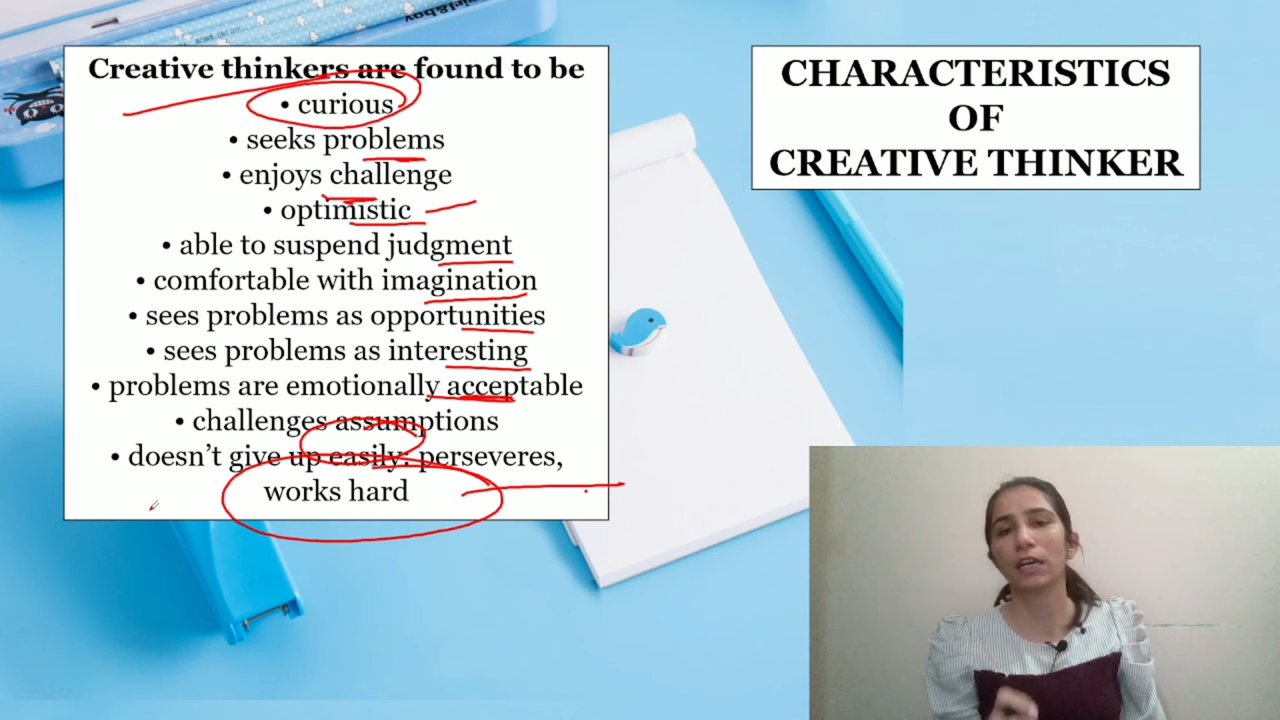 Creative thinkers are found to be
• curious
• seeks problems
• enjoys challenge
• optimistic
• able to suspend judgment
• comfortable with imagination
• sees problems as opportunities
• sees problems as interesting
• problems are emotionally acceptable
• challenges assumptions
• doesn't give up easily: perseveres,
works hard
CHARACTERISTICS
OF
CREATIVE THINKER